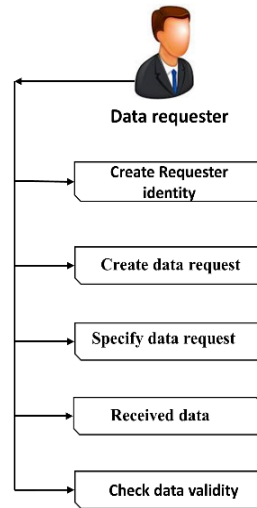 Data requester
Create Requester
identity
Create data request
Specify data request
Received data
Check data validity